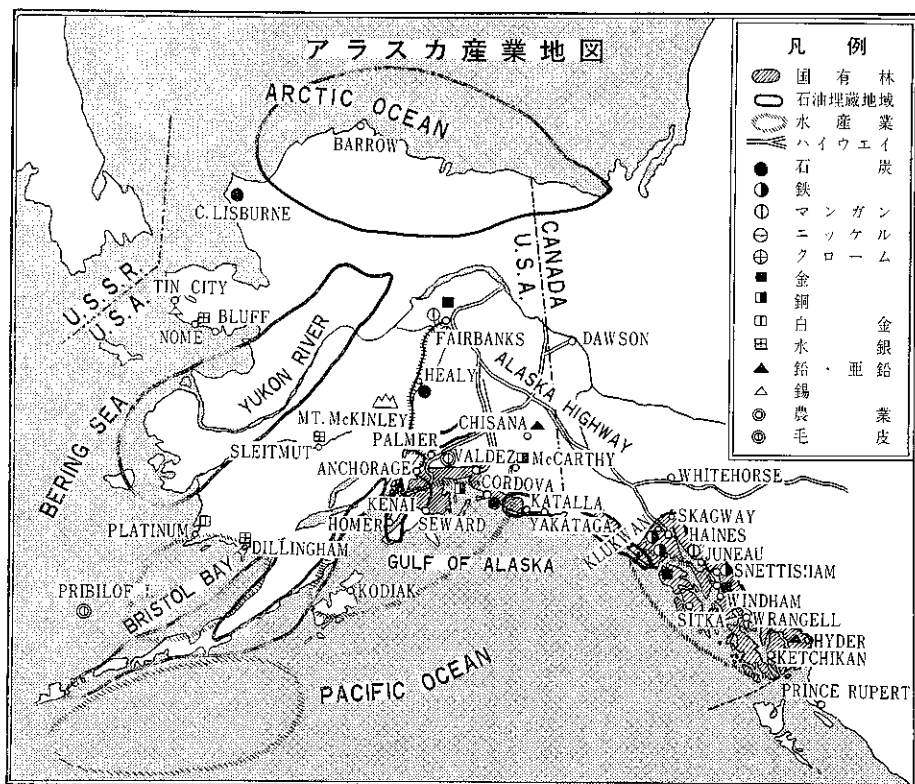 アラスカ産業地図
ARCTIC OCEAN
BARROW
C. LISBURNE
U.S.S.R.
U.S.A.
CANADA
U.S.A.
TIN CITY
BLUFF
NOME
YUKON RIVER
FAIRBANKS
DAWSON
HEALY
ALASKA HIGHWAY
BERING SEA
MT. McKINLEY
CHISANA
SLEITMUT
PALMER
VALDEZ
McCARTHY
ANCHORAGE
CORDOVA
WHITEHORSE
KENAI
KATALLA
PLATINUM
HOMER
SEWARD
YAKATAGA
KLUKWAN
SKAGWAY
HAINES
DILLINGHAM
GULF OF ALASKA
JUNEAU
SNETTISHAM
PRIBILOF I.
BRISTOL BAY
KODIAK
WINDHAM
SITKA
WRANGELL
HYDER
KETCHIKAN
PACIFIC OCEAN
PRINCE RUPERT
凡例
国有林
石油埋蔵地域
水産業
ハイウエイ
石炭
鉄
マンガン
ニッケル
クローム
金
銅
白金
水銀
鉛・亜鉛
錫
農業
毛皮